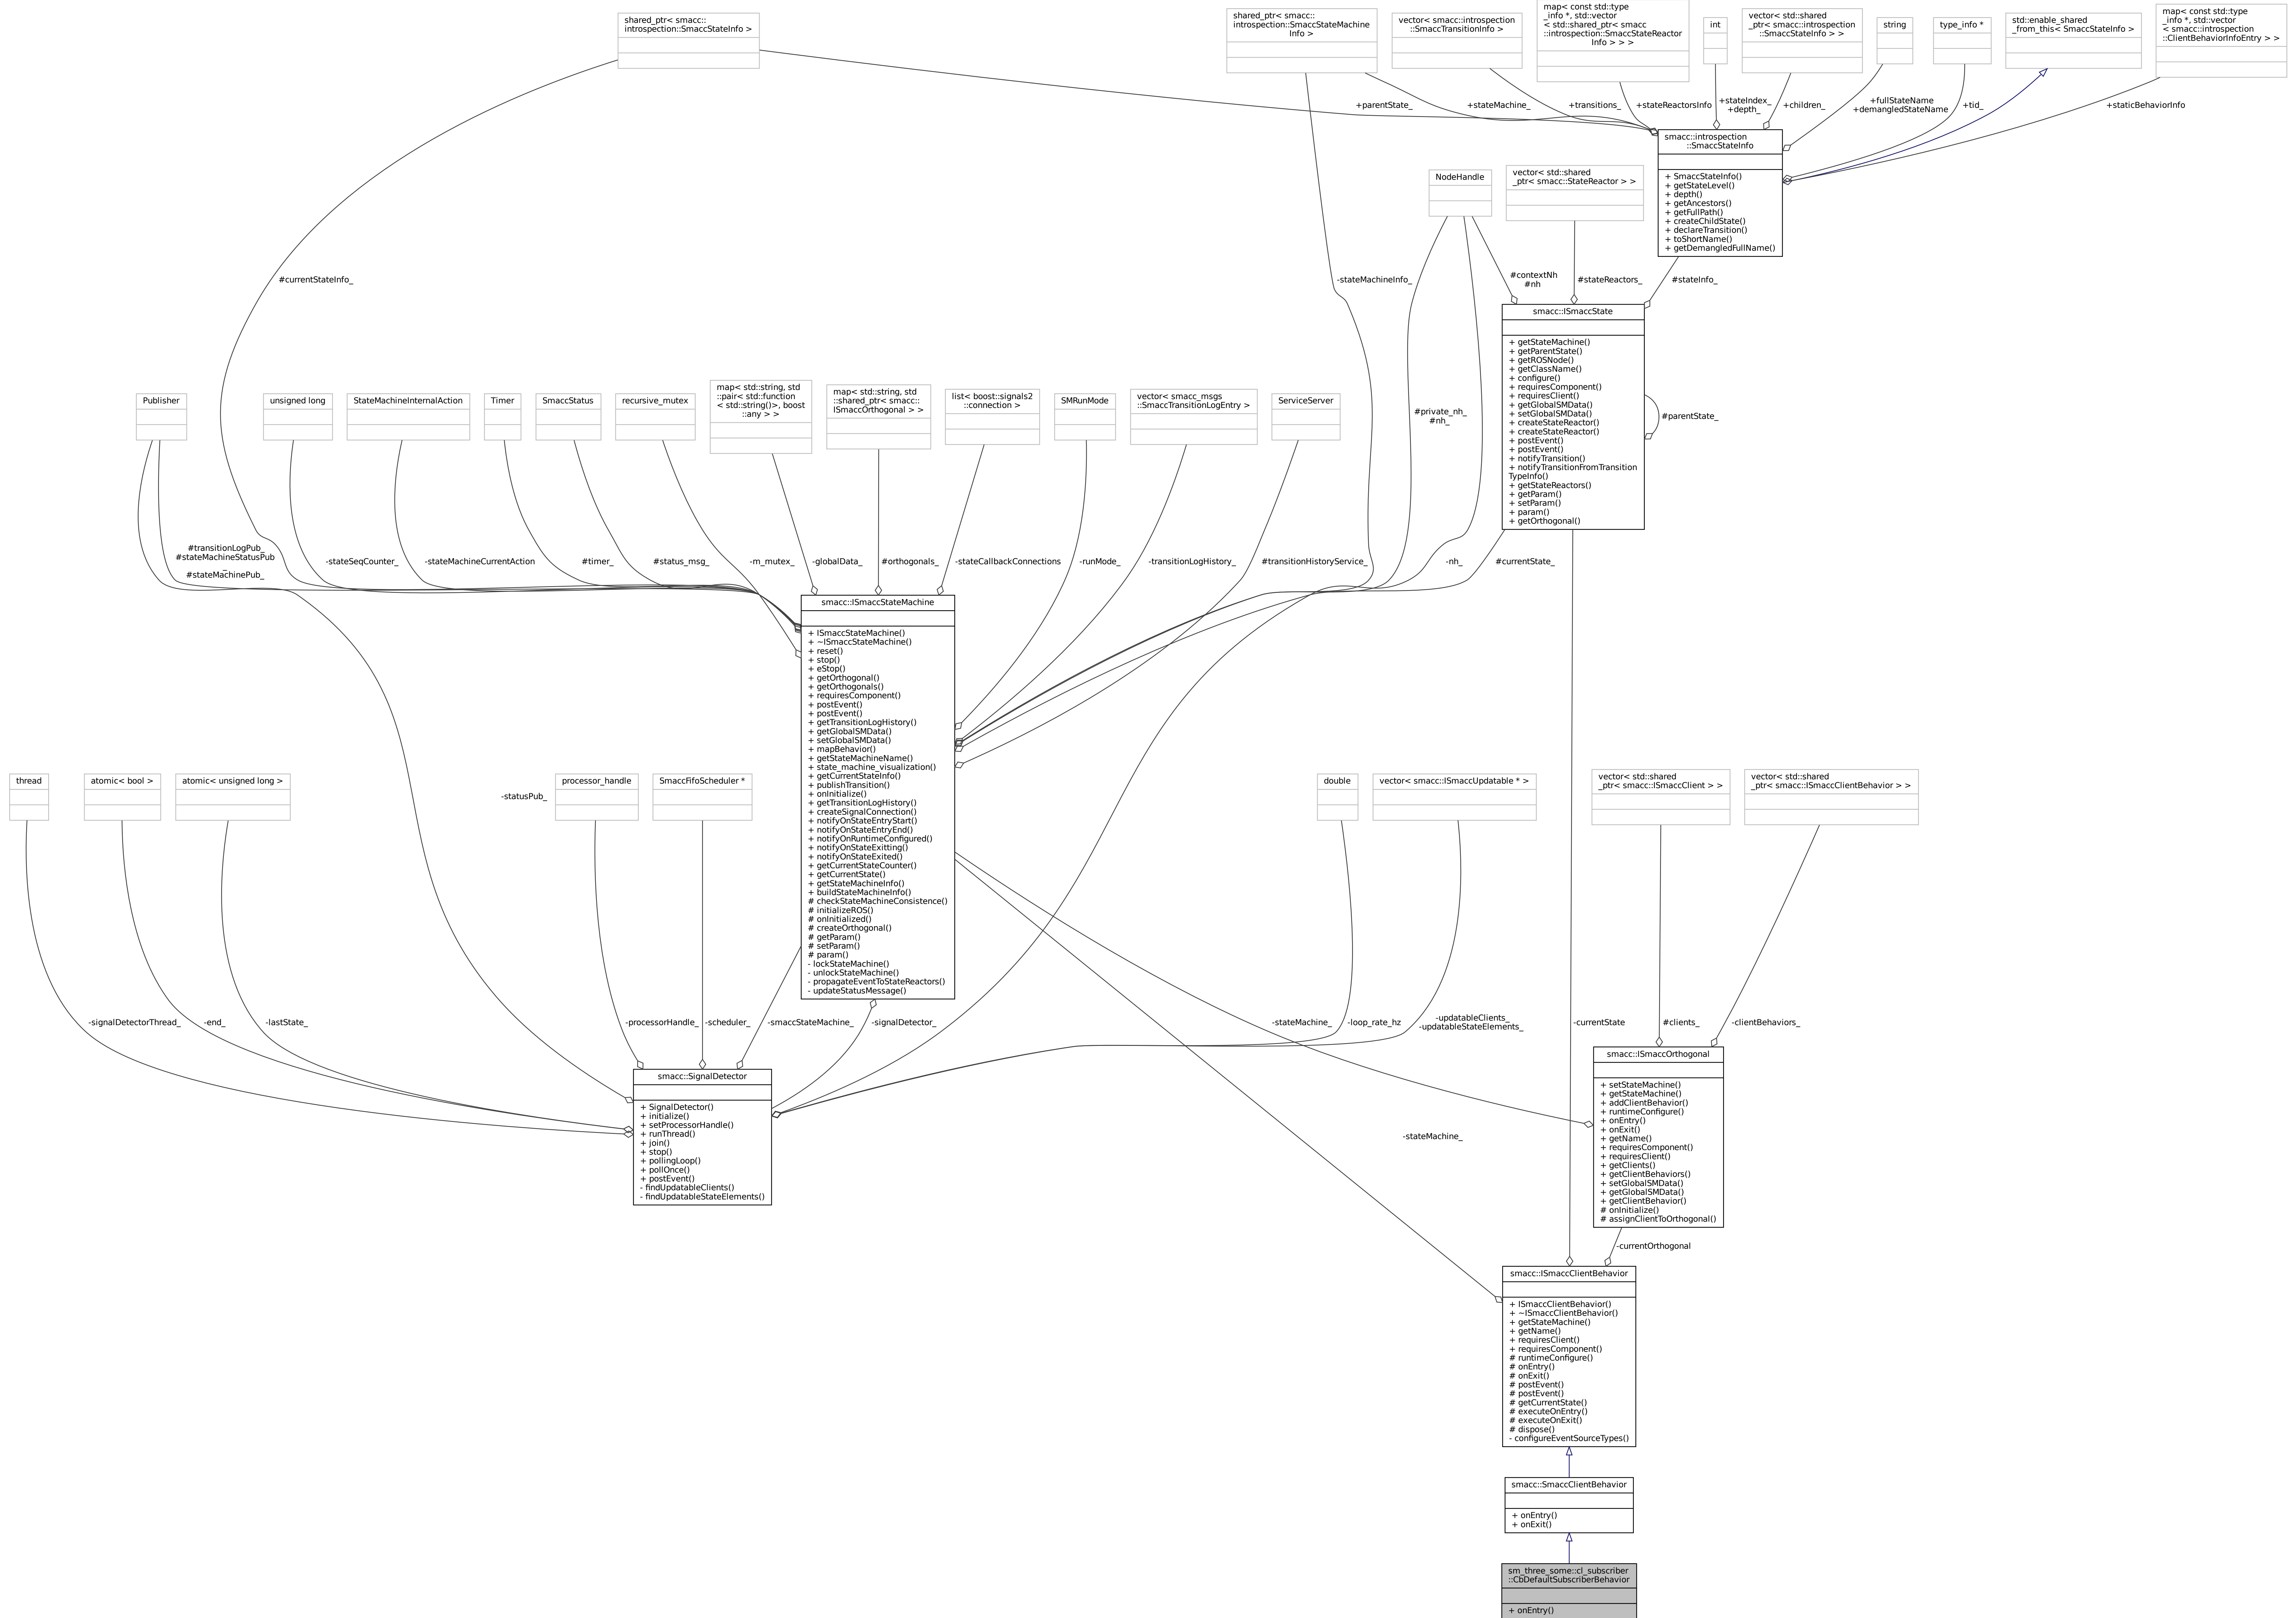 shared_ptr< smacc::
introspection::SmaccStateInfo >
shared_ptr< smacc::
introspection::SmaccStateMachine
Info >
vector< smacc::introspection
::SmaccTransitionInfo >
map< const std::type
_info *, std::vector
< std::shared_ptr< smacc
::introspection::SmaccStateReactor
Info > > >
int
vector< std::shared
_ptr< smacc::introspection
::SmaccStateInfo > >
string
type_info *
std::enable_shared
_from_this< SmaccStateInfo >
map< const std::type
_info *, std::vector
< smacc::introspection
::ClientBehaviorInfoEntry > >
+parentState_
+stateMachine_
+transitions_
+stateReactorsInfo
+stateIndex_
+depth_
+children_
+fullStateName
+demangledStateName
+tid_
+staticBehaviorInfo
smacc::introspection
::SmaccStateInfo
+ SmaccStateInfo()
+ getStateLevel()
+ depth()
+ getAncestors()
+ getFullPath()
+ createChildState()
+ declareTransition()
+ toShortName()
+ getDemangledFullName()
NodeHandle
vector< std::shared
_ptr< smacc::StateReactor > >
#currentStateInfo_
-stateMachineInfo_
#contextNh
#nh
#stateReactors_
#stateInfo_
smacc::ISmaccState
+ getStateMachine()
+ getParentState()
+ getROSNode()
+ getClassName()
+ configure()
+ requiresComponent()
+ requiresClient()
+ getGlobalSMData()
+ setGlobalSMData()
+ createStateReactor()
+ createStateReactor()
+ postEvent()
+ postEvent()
+ notifyTransition()
+ notifyTransitionFromTransition
TypeInfo()
+ getStateReactors()
+ getParam()
+ setParam()
+ param()
+ getOrthogonal()
#parentState_
Publisher
unsigned long
StateMachineInternalAction
Timer
SmaccStatus
recursive_mutex
map< std::string, std
::pair< std::function
< std::string()>, boost
::any > >
map< std::string, std
::shared_ptr< smacc::
ISmaccOrthogonal > >
list< boost::signals2
::connection >
SMRunMode
vector< smacc_msgs
::SmaccTransitionLogEntry >
ServiceServer
#private_nh_
#nh_
#transitionLogPub_
#stateMachineStatusPub
_
#stateMachinePub_
-stateSeqCounter_
-stateMachineCurrentAction
#timer_
#status_msg_
-m_mutex_
-globalData_
#orthogonals_
-stateCallbackConnections
-runMode_
-transitionLogHistory_
#transitionHistoryService_
-nh_
#currentState_
smacc::ISmaccStateMachine
+ ISmaccStateMachine()
+ ~ISmaccStateMachine()
+ reset()
+ stop()
+ eStop()
+ getOrthogonal()
+ getOrthogonals()
+ requiresComponent()
+ postEvent()
+ postEvent()
+ getTransitionLogHistory()
+ getGlobalSMData()
+ setGlobalSMData()
+ mapBehavior()
+ getStateMachineName()
+ state_machine_visualization()
+ getCurrentStateInfo()
+ publishTransition()
+ onInitialize()
+ getTransitionLogHistory()
+ createSignalConnection()
+ notifyOnStateEntryStart()
+ notifyOnStateEntryEnd()
+ notifyOnRuntimeConfigured()
+ notifyOnStateExitting()
+ notifyOnStateExited()
+ getCurrentStateCounter()
+ getCurrentState()
+ getStateMachineInfo()
+ buildStateMachineInfo()
# checkStateMachineConsistence()
# initializeROS()
# onInitialized()
# createOrthogonal()
# getParam()
# setParam()
# param()
- lockStateMachine()
- unlockStateMachine()
- propagateEventToStateReactors()
- updateStatusMessage()
thread
atomic< bool >
atomic< unsigned long >
-statusPub_
processor_handle
SmaccFifoScheduler *
double
vector< smacc::ISmaccUpdatable * >
vector< std::shared
_ptr< smacc::ISmaccClient > >
vector< std::shared
_ptr< smacc::ISmaccClientBehavior > >
-signalDetectorThread_
-end_
-lastState_
-processorHandle_
-scheduler_
-smaccStateMachine_
-signalDetector_
-stateMachine_
-loop_rate_hz
-updatableClients_
-updatableStateElements_
-currentState
#clients_
-clientBehaviors_
smacc::SignalDetector
+ SignalDetector()
+ initialize()
+ setProcessorHandle()
+ runThread()
+ join()
+ stop()
+ pollingLoop()
+ pollOnce()
+ postEvent()
- findUpdatableClients()
- findUpdatableStateElements()
smacc::ISmaccOrthogonal
+ setStateMachine()
+ getStateMachine()
+ addClientBehavior()
+ runtimeConfigure()
+ onEntry()
+ onExit()
+ getName()
+ requiresComponent()
+ requiresClient()
+ getClients()
+ getClientBehaviors()
+ setGlobalSMData()
+ getGlobalSMData()
+ getClientBehavior()
# onInitialize()
# assignClientToOrthogonal()
-stateMachine_
-currentOrthogonal
smacc::ISmaccClientBehavior
+ ISmaccClientBehavior()
+ ~ISmaccClientBehavior()
+ getStateMachine()
+ getName()
+ requiresClient()
+ requiresComponent()
# runtimeConfigure()
# onEntry()
# onExit()
# postEvent()
# postEvent()
# getCurrentState()
# executeOnEntry()
# executeOnExit()
# dispose()
- configureEventSourceTypes()
smacc::SmaccClientBehavior
+ onEntry()
+ onExit()
sm_three_some::cl_subscriber
::CbDefaultSubscriberBehavior
+ onEntry()